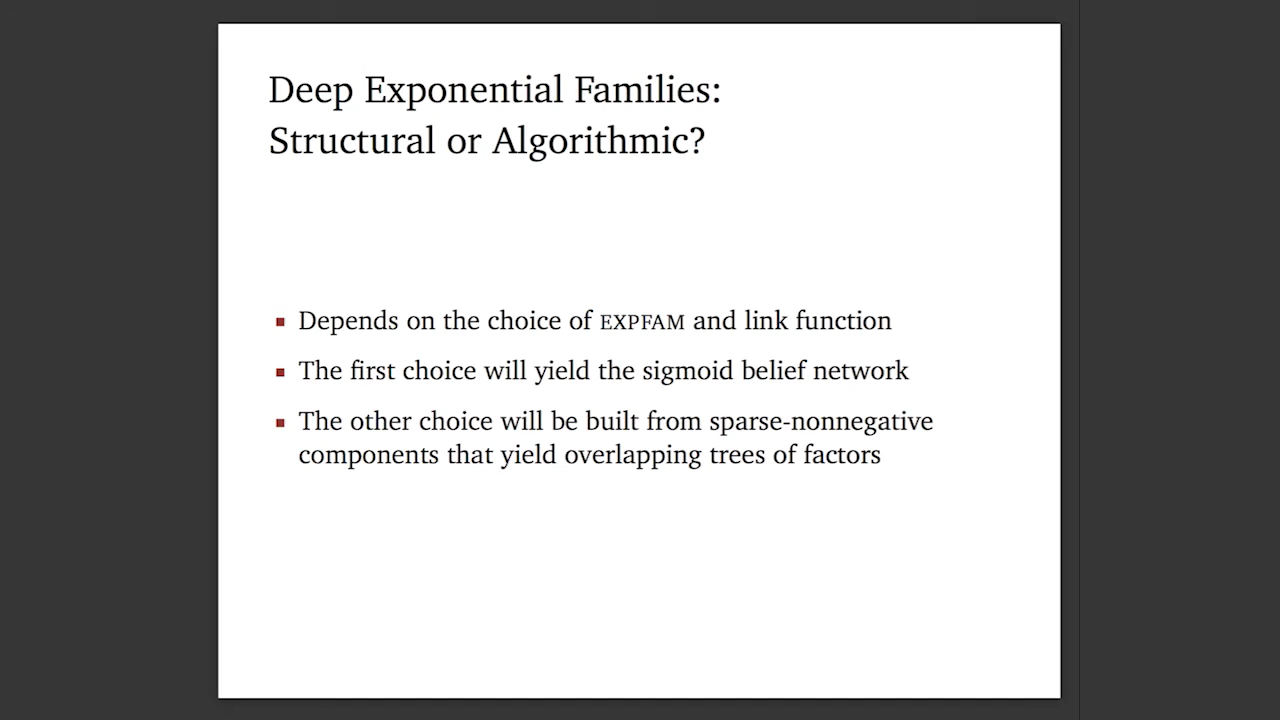 Deep Exponential Families:
Structural or Algorithmic?
Depends on the choice of EXPFAM and link function
The first choice will yield the sigmoid belief network
The other choice will be built from sparse-nonnegative
components that yield overlapping trees of factors